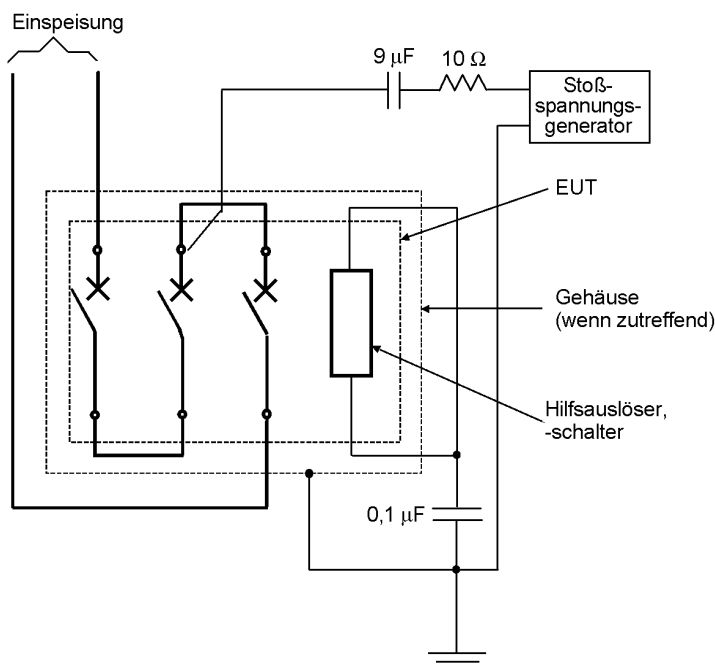 Einspeisung
9 μF
10 Ω
Stoß-
spannungs-
generator
EUT
Gehäuse
(wenn zutreffend)
Hilfsauslöser,
-schalter
0,1 μF